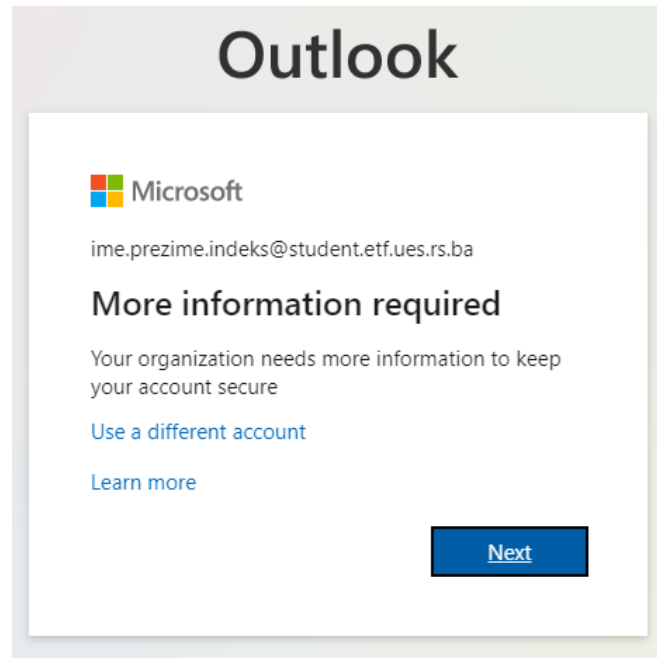 Outlook
Microsoft
ime.prezime.indeks@student.etf.ues.rs.ba
More information required
Your organization needs more information to keep
your account secure
Use a different account
Learn more
Next